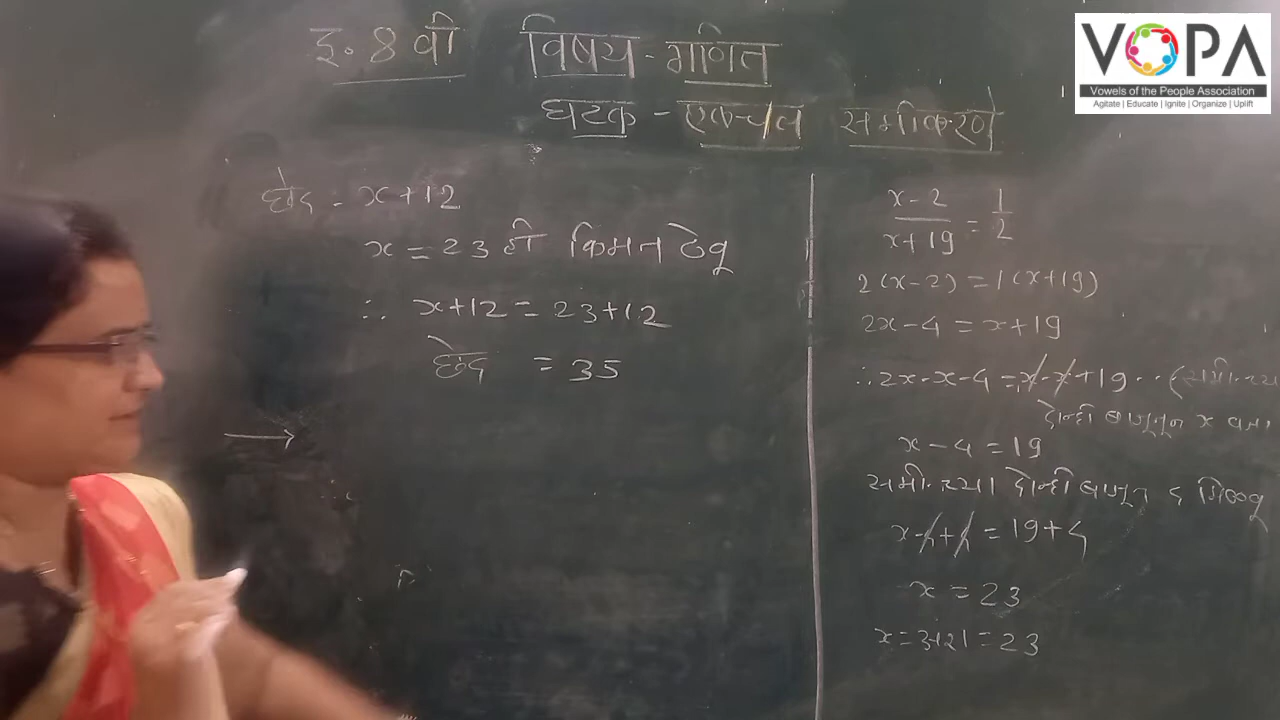 इ. 8 वी विषय - गणित
घटक - एकचल समीकरणे
VOPA
Vowels of the People Association
Agitate | Educate | Ignite | Organize | Uplift
छेद - x+12
x = 23 ही किंमत ठेवू
∴ x+12 = 23+12
छेद = 35
→
x-2/x+19 = 1/2
2(x-2) = 1(x+19)
2x-4 = x+19
∴ 2x-x-4 = x-x+19 ..
दोन्ही बाजूतून x
x-4 = 19
समी.च्या दोन्ही बाजूत 4 मिळवू
x-4+4 = 19+4
x = 23
x = अंश = 23